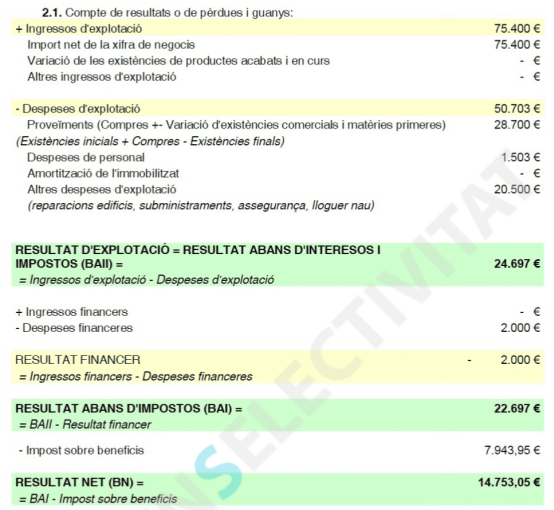 2.1. Compte de resultats o de pèrdues i guanys:
+ Ingressos d'explotació 75.400 €
Import net de la xifra de negocis 75.400 €
Variació de les existències de productes acabats i en curs - €
Altres ingressos d'explotació - €
- Despeses d'explotació 50.703 €
Proveïments (Compres +- Variació d'existències comercials i matèries primeres) 28.700 €
(Existències inicials + Compres - Existències finals)
Despeses de personal 1.503 €
Amortització de l'immobilitzat - €
Altres despeses d'explotació 20.500 €
(reparacions edificis, subministraments, assegurança, lloguer nau)
RESULTAT D'EXPLOTACIÓ = RESULTAT ABANS D'INTERESOS I
IMPOSTOS (BAII) = 24.697 €
= Ingressos d'explotació - Despeses d'explotació
+ Ingressos financers - €
- Despeses financeres 2.000 €
RESULTAT FINANCER - 2.000 €
= Ingressos financers - Despeses financeres
RESULTAT ABANS D'IMPOSTOS (BAI) = 22.697 €
= BAII - Resultat financer
- Impost sobre beneficis 7.943,95 €
RESULTAT NET (BN) = 14.753,05 €
= BAI - Impost sobre beneficis
NSELECTIVITAT